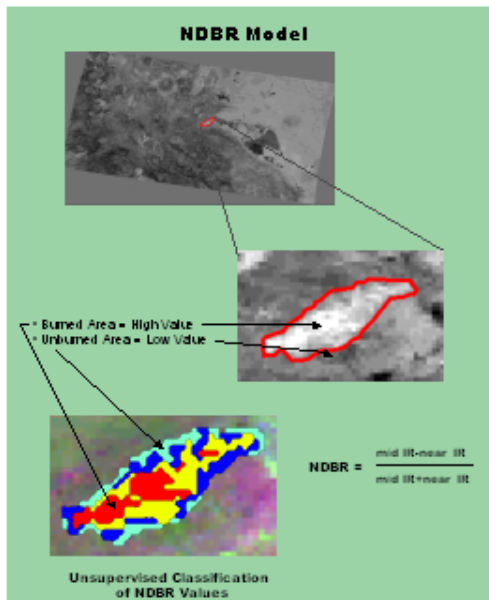 NDBR Model
* Burned Area = High Value
* Unburned Area = Low Value
NDBR =
mid IR-near IR
mid IR+near IR
Unsupervised Classification
of NDBR Values